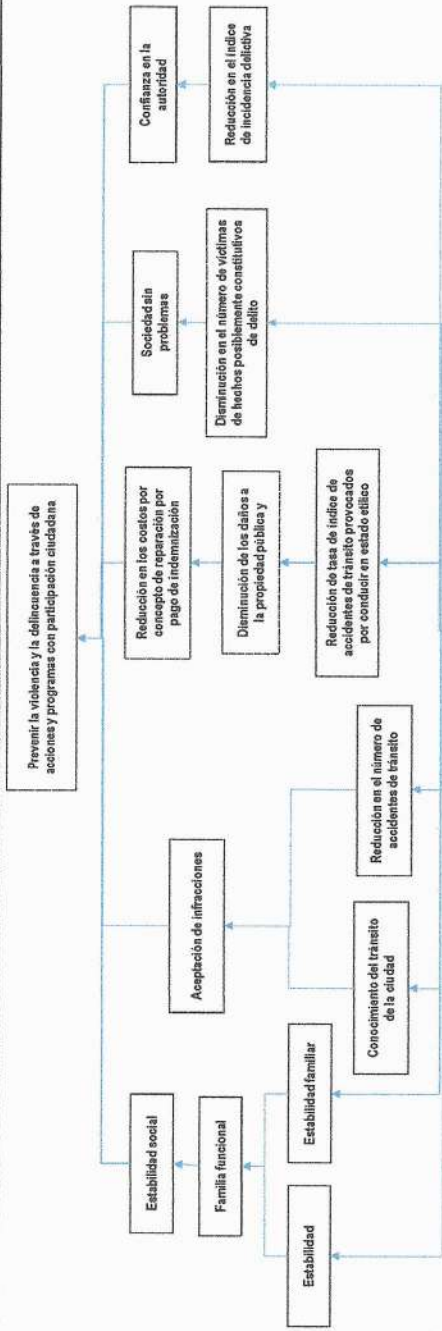 Prevenir la violencia y la delincuencia a través de
acciones y programas con participación ciudadana
Estabilidad social
Familia funcional
Estabilidad
Estabilidad familiar
Aceptación de infracciones
Conocimiento del tránsito
de la ciudad
Reducción en el número de
accidentes de tránsito
Reducción en los costos por
concepto de reparación por
pago de indemnización
Disminución de los daños a
la propiedad pública y
Reducción de tasa de índice de
accidentes de tránsito provocados
por conducir en estado etílico
Sociedad sin
problemas
Disminución en el número de víctimas
de hechos posiblemente constitutivos
de delito
Confianza en la
autoridad
Reducción en el índice
de incidencia delictiva